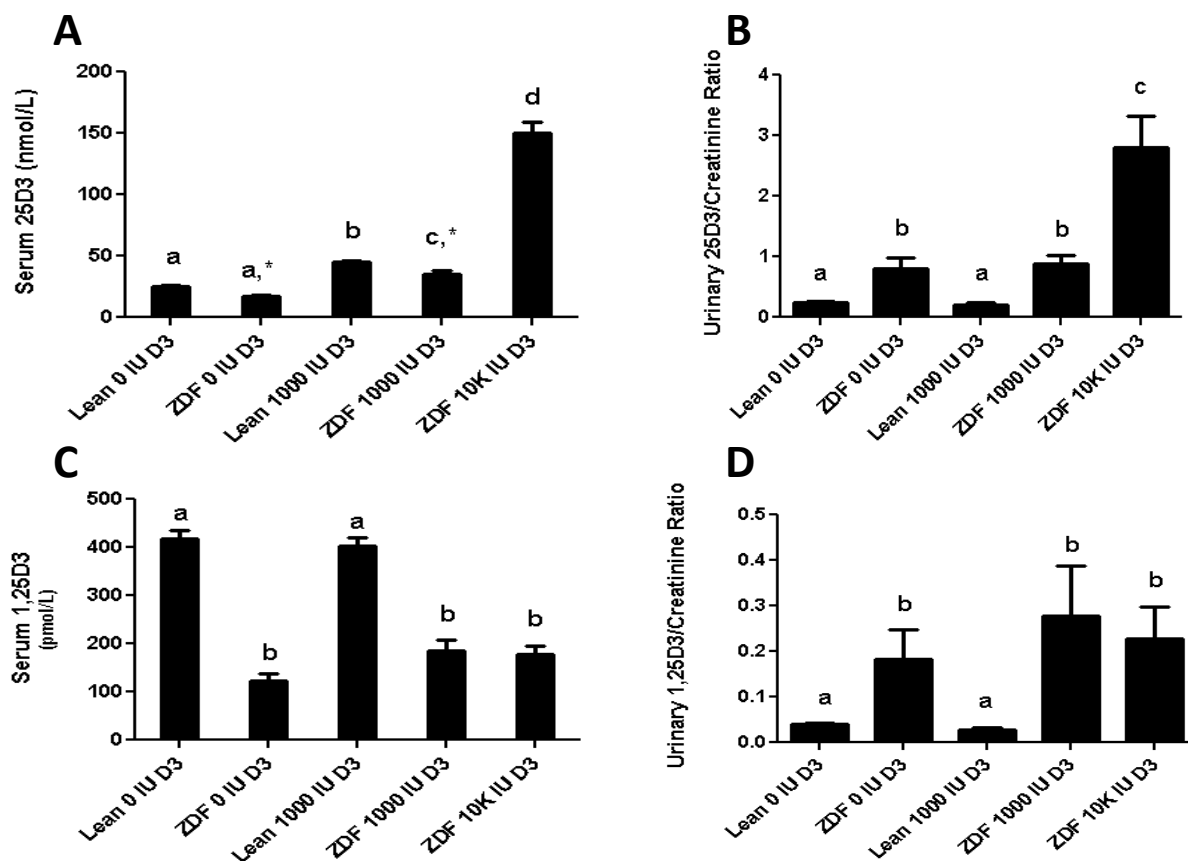 A
Serum 25D3 (nmol/L)
200
150
100
50
0
a
a,*
b
c,*
d
Lean 0 IU D3
ZDF 0 IU D3
Lean 1000 IU D3
ZDF 1000 IU D3
ZDF 10K IU D3
B
Urinary 25D3/Creatinine Ratio
4
3
2
1
0
a
b
a
b
c
Lean 0 IU D3
ZDF 0 IU D3
Lean 1000 IU D3
ZDF 1000 IU D3
ZDF 10K IU D3
C
Serum 1,25D3
(pmol/L)
500
400
300
200
100
0
a
b
a
b
b
Lean 0 IU D3
ZDF 0 IU D3
Lean 1000 IU D3
ZDF 1000 IU D3
ZDF 10K IU D3
D
Urinary 1,25D3/Creatinine Ratio
0.5
0.4
0.3
0.2
0.1
0.0
a
b
a
b
b
Lean 0 IU D3
ZDF 0 IU D3
Lean 1000 IU D3
ZDF 1000 IU D3
ZDF 10K IU D3